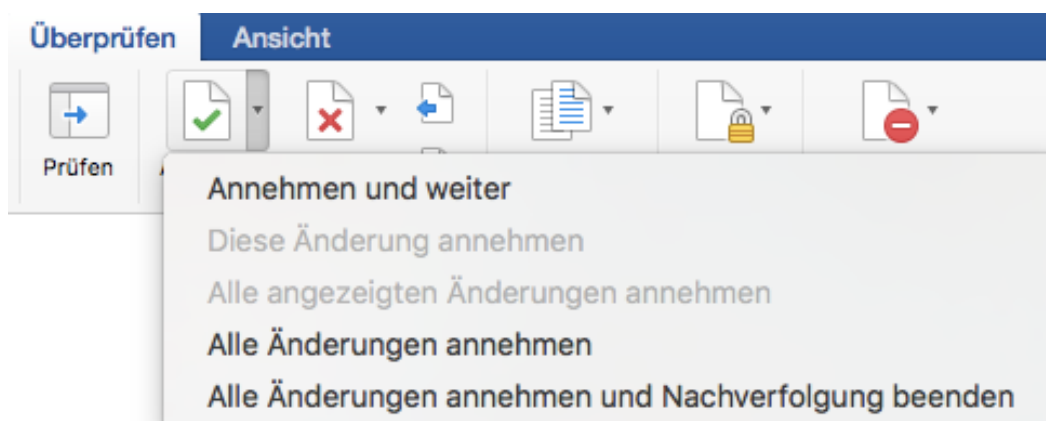 Überprüfen Ansicht
Prüfen
Annehmen und weiter
Diese Änderung annehmen
Alle angezeigten Änderungen annehmen
Alle Änderungen annehmen
Alle Änderungen annehmen und Nachverfolgung beenden